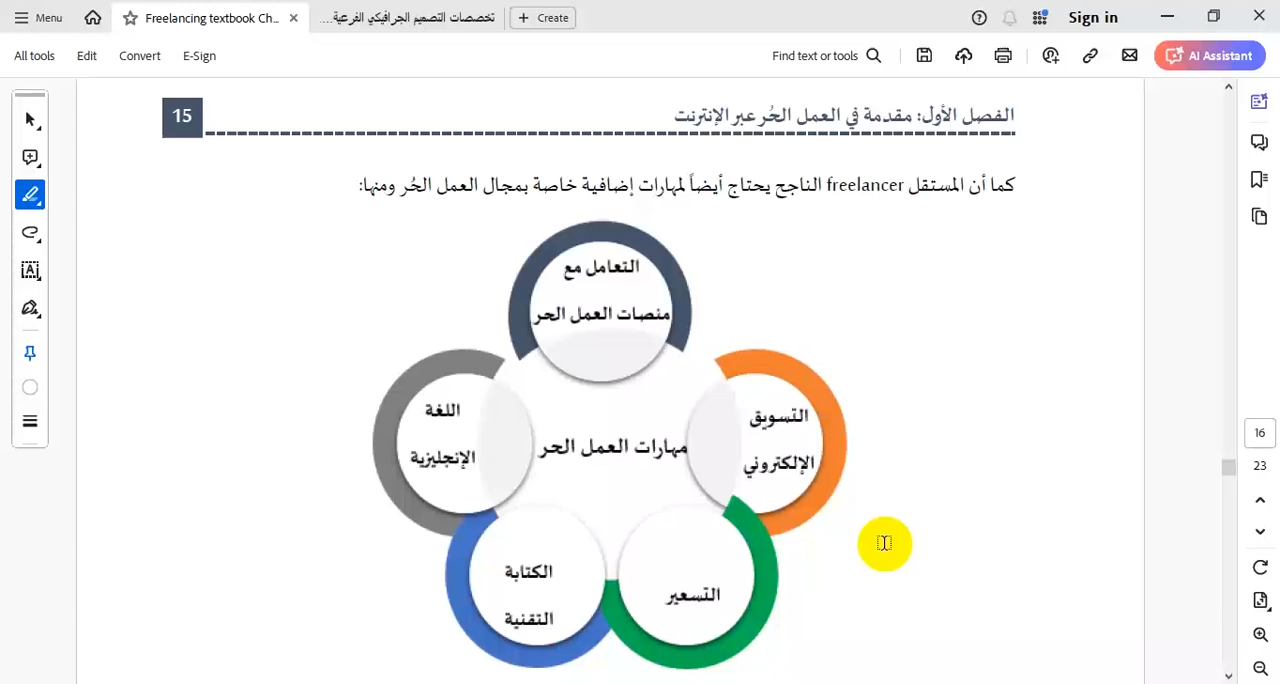 Menu
Freelancing textbook Ch...
تخصصات التصميم الجرافيكي الفرعية....
Create
Sign in
All tools
Edit
Convert
E-Sign
Find text or tools
AI Assistant
الفصل الأول: مقدمة في العمل الحُر عبر الإنترنت
15
كما أن المستقل freelancer الناجح يحتاج أيضاً لمهارات إضافية خاصة بمجال العمل الحُر ومنها:
التعامل مع
منصات العمل الحر
التسويق
الإلكتروني
مهارات العمل الحر
اللغة
الإنجليزية
التسعير
الكتابة
التقنية
16
23